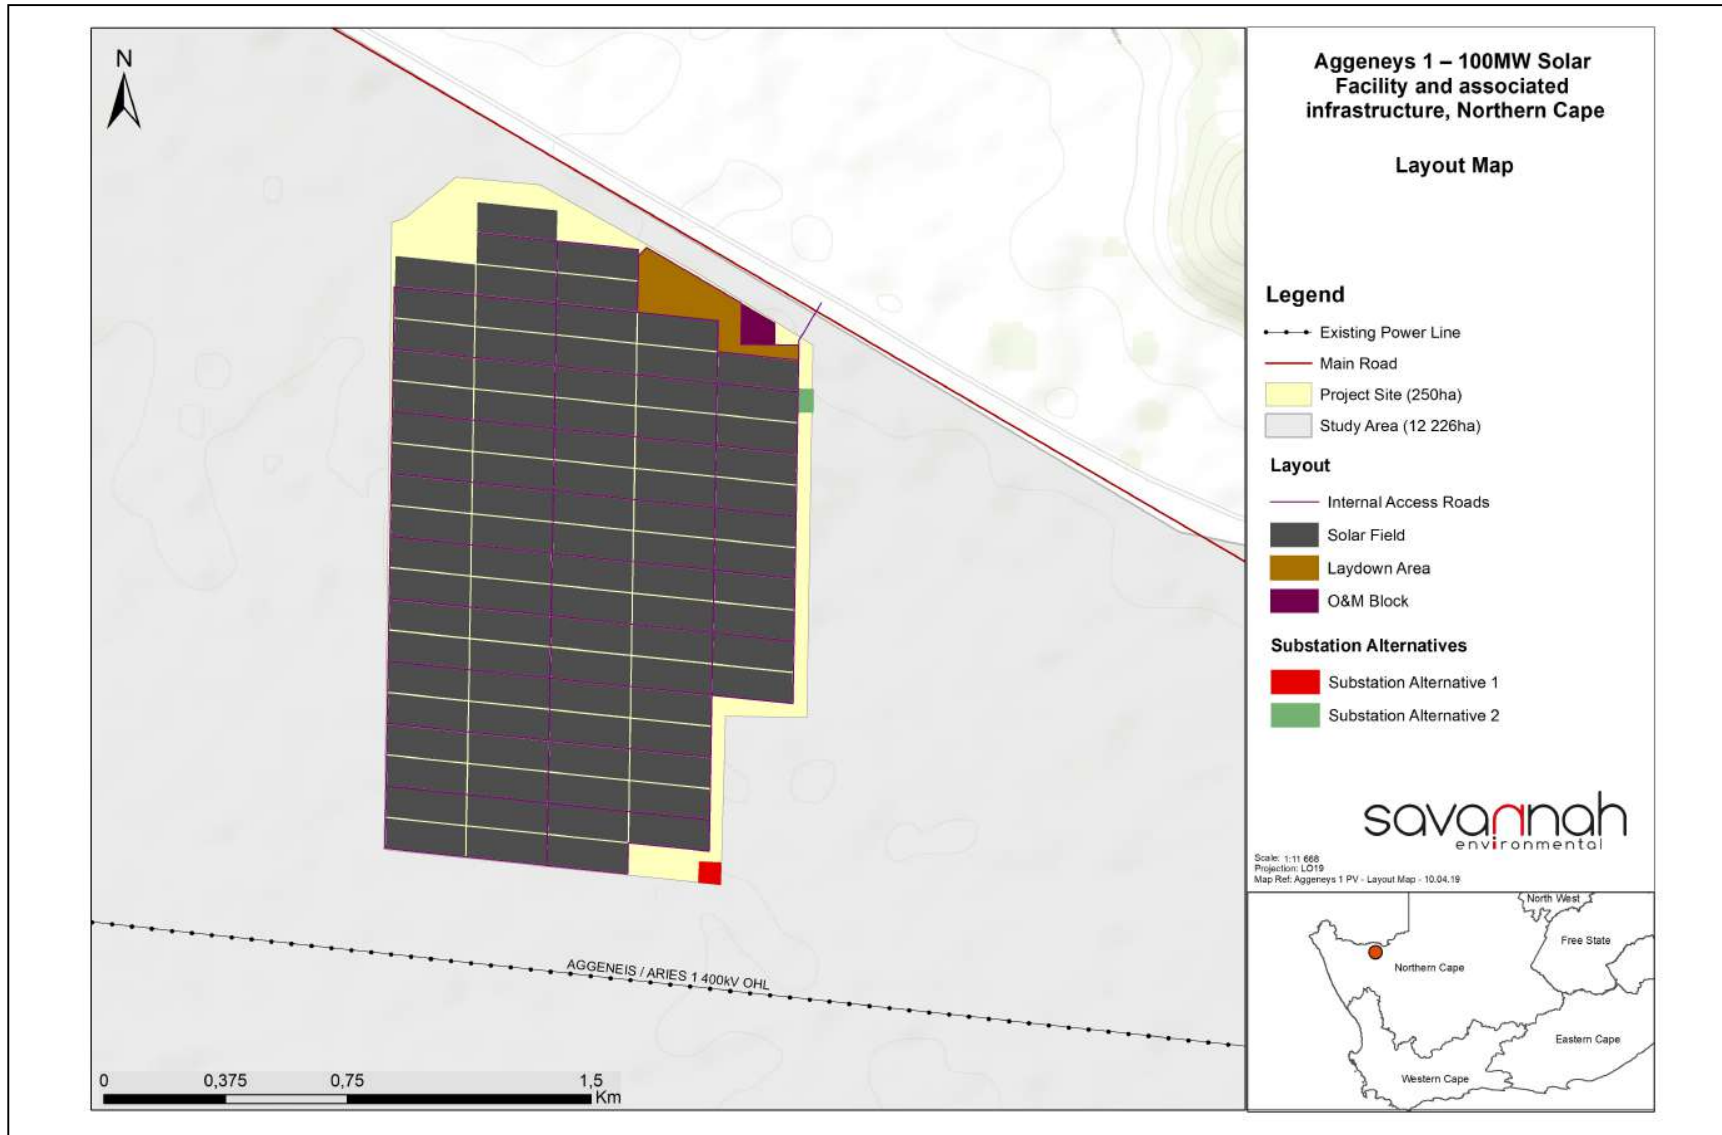 N
AGGENEIS / ARIES 1 400kV OHL
0 0,375 0,75 1,5
Km
Aggeneys 1 – 100MW Solar
Facility and associated
infrastructure, Northern Cape
Layout Map
Legend
Existing Power Line
Main Road
Project Site (250ha)
Study Area (12 226ha)
Layout
Internal Access Roads
Solar Field
Laydown Area
O&M Block
Substation Alternatives
Substation Alternative 1
Substation Alternative 2
savannah
environmental
Scale: 1:11 668
Projection: LO19
Map Ref: Aggeneys 1 PV - Layout Map - 10.04.19
North West
Free State
Northern Cape
Eastern Cape
Western Cape